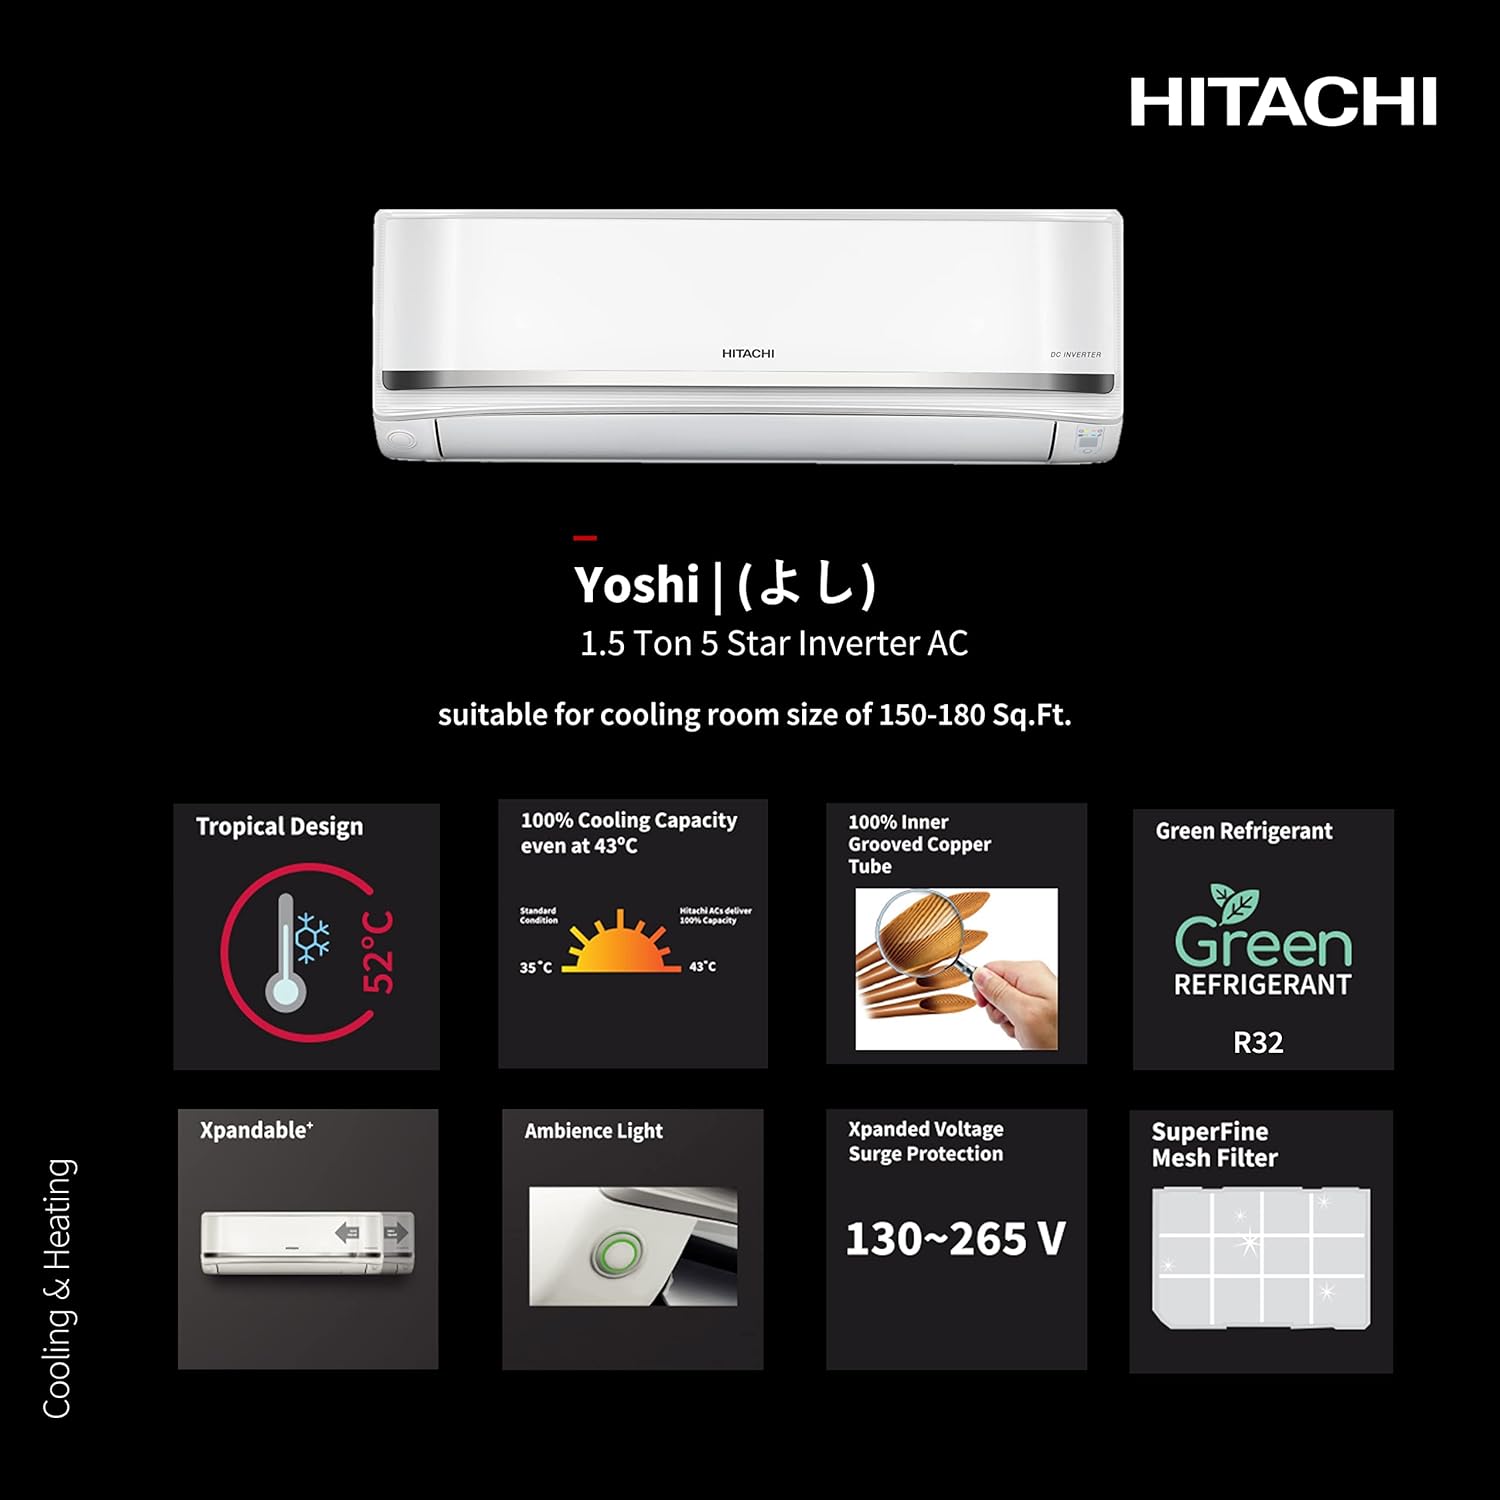 HITACHI
HITACHI
DC INVERTER
Yoshi | (よし)
1.5 Ton 5 Star Inverter AC
suitable for cooling room size of 150-180 Sq.Ft.
Tropical Design
52°C
100% Cooling Capacity
even at 43°C
Standard
Condition
Hitachi ACs deliver
100% Capacity
35˚C
43˚C
100% Inner
Grooved Copper
Tube
Green Refrigerant
Green
REFRIGERANT
R32
Xpandable+
Ambience Light
Xpanded Voltage
Surge Protection
130~265 V
SuperFine
Mesh Filter
Cooling & Heating